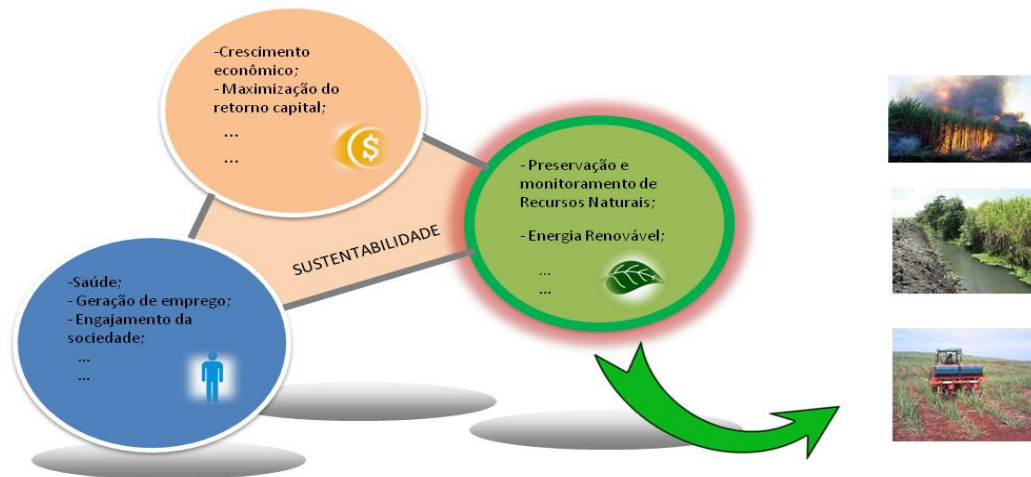 -Crescimento
econômico;
- Maximização do
retorno capital;
...
...
- Preservação e
monitoramento de
Recursos Naturais;
- Energia Renovável;
...
...
SUSTENTABILIDADE
-Saúde;
- Geração de emprego;
- Engajamento da
sociedade;
...
...
$